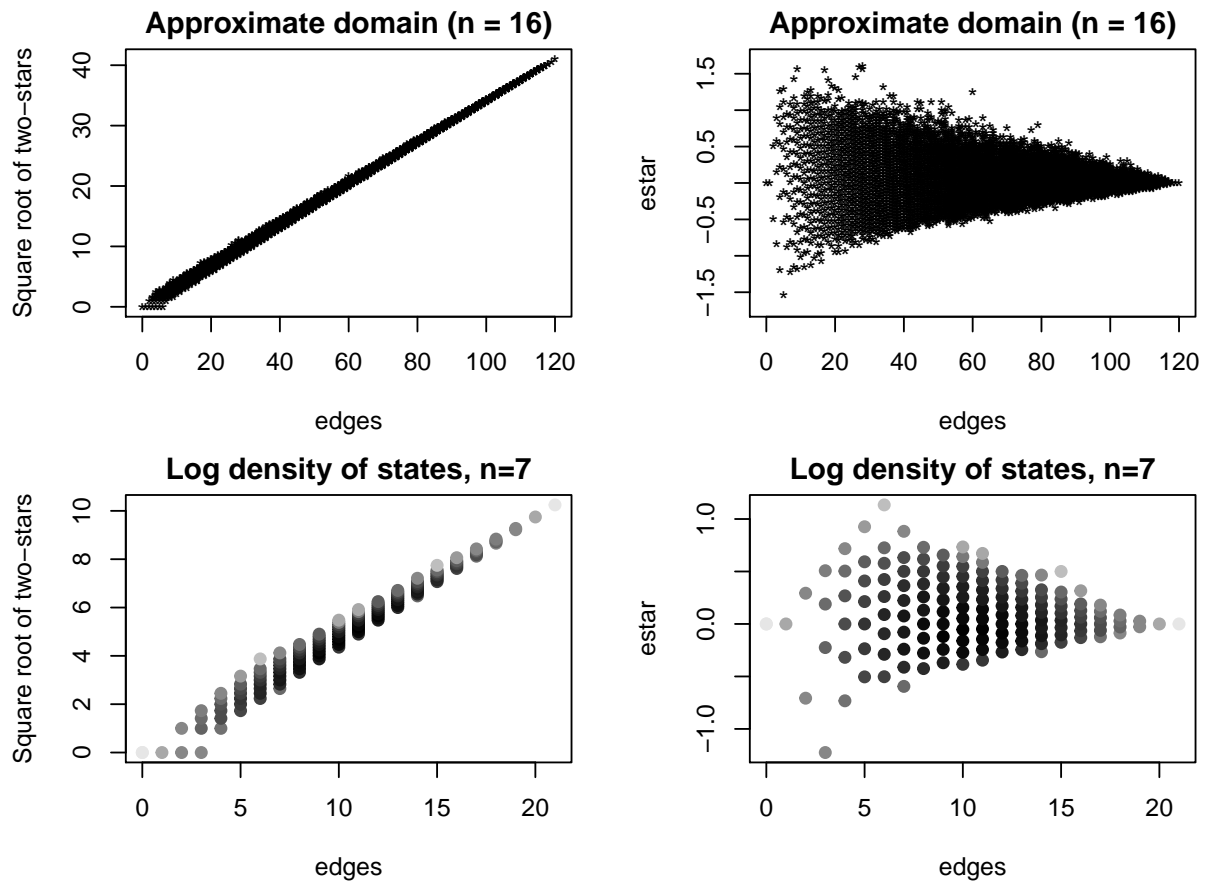 Approximate domain (n = 16)
Square root of two−stars
0 10 20 30 40
0 20 40 60 80 100 120
edges
Approximate domain (n = 16)
estar
−1.5 −0.5 0.5 1.5
0 20 40 60 80 100 120
edges
Log density of states, n=7
Square root of two−stars
0 2 4 6 8 10
0 5 10 15 20
edges
Log density of states, n=7
estar
−1.0 0.0 1.0
0 5 10 15 20
edges